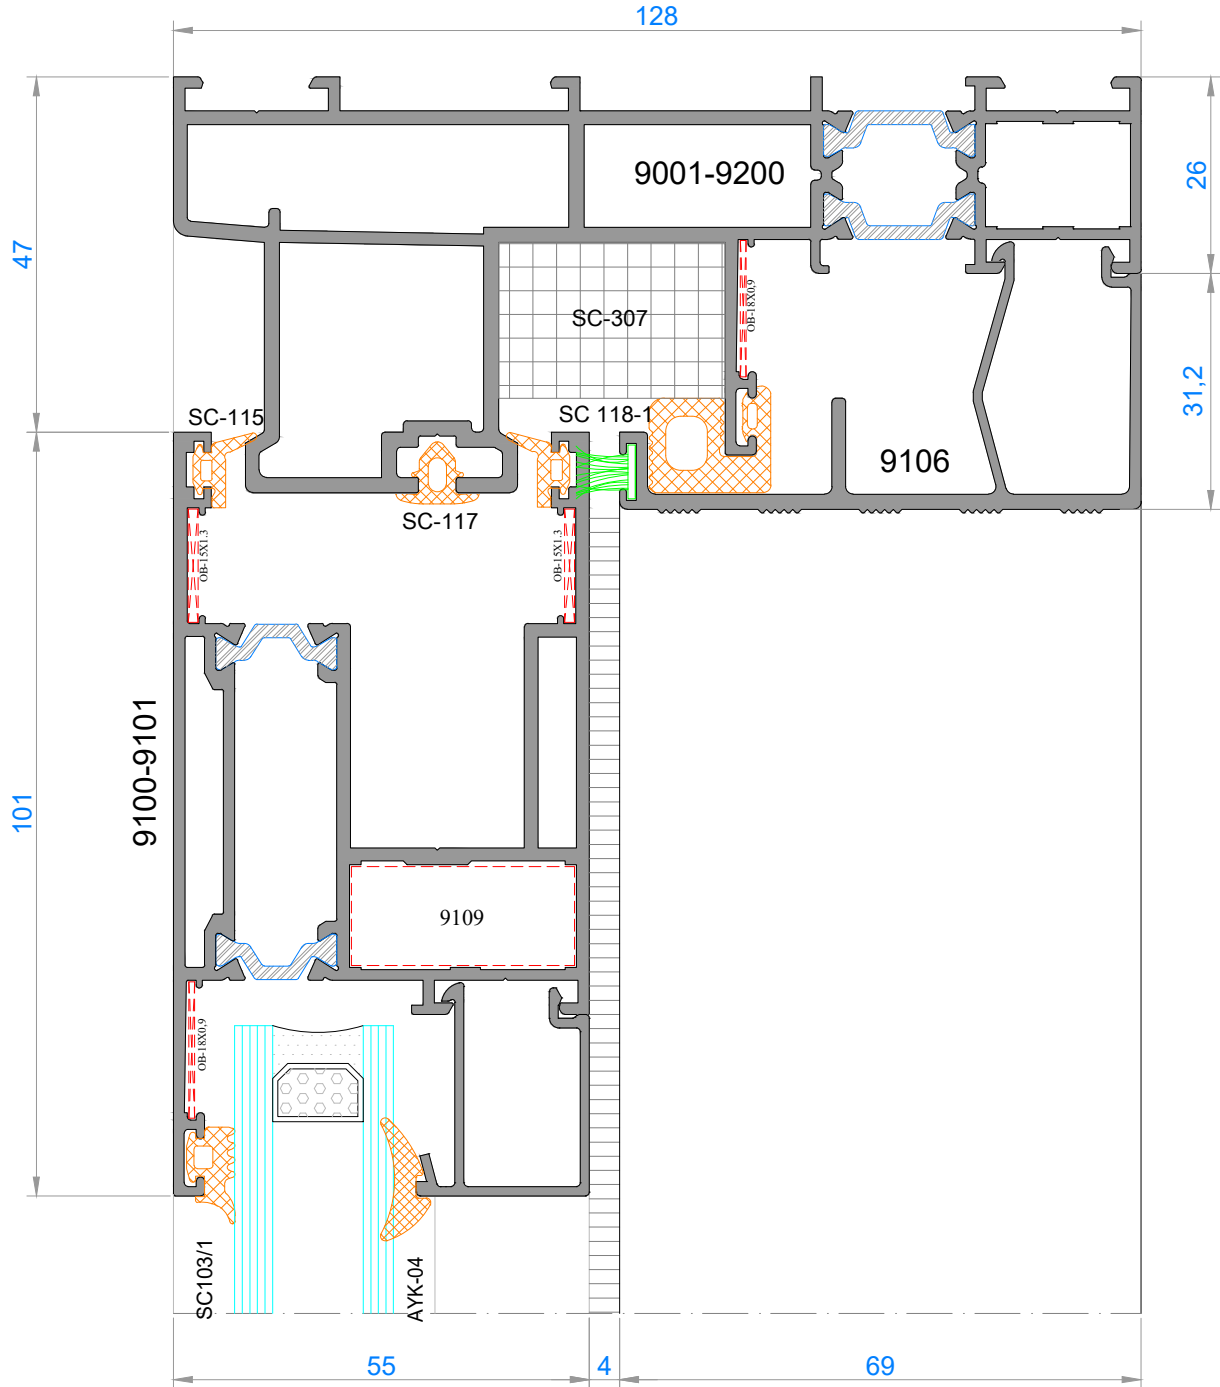 128
9001-9200
26
47
OB-18X0,9
SC-307
31,2
SC-115
SC 118-1
9106
SC-117
OB-15X1.3
OB-15X1.3
9100-9101
101
9109
OB-18X0,9
SC103/1
AYK-04
55
4
69